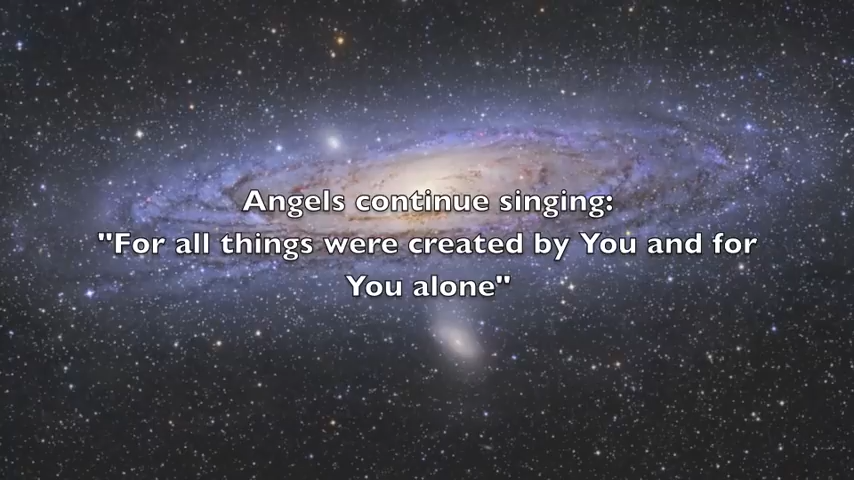 Angels continue singing:
"For all things were created by You and for
You alone"